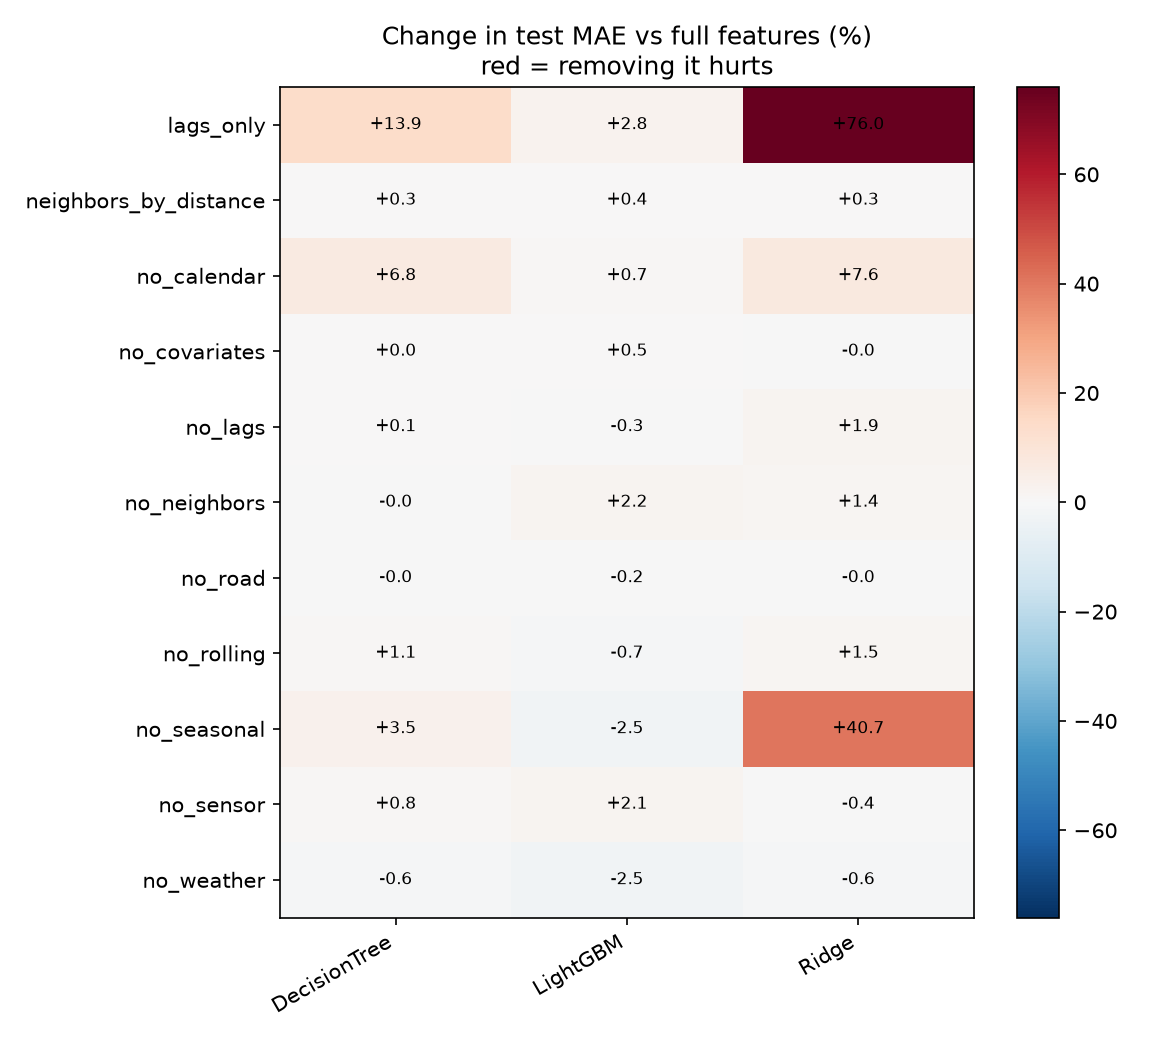 Change in test MAE vs full features (%)
red = removing it hurts
lags_only +13.9 +2.8 +76.0
neighbors_by_distance +0.3 +0.4 +0.3
no_calendar +6.8 +0.7 +7.6
no_covariates +0.0 +0.5 -0.0
no_lags +0.1 -0.3 +1.9
no_neighbors -0.0 +2.2 +1.4
no_road -0.0 -0.2 -0.0
no_rolling +1.1 -0.7 +1.5
no_seasonal +3.5 -2.5 +40.7
no_sensor +0.8 +2.1 -0.4
no_weather -0.6 -2.5 -0.6
DecisionTree LightGBM Ridge
60
40
20
0
−20
−40
−60